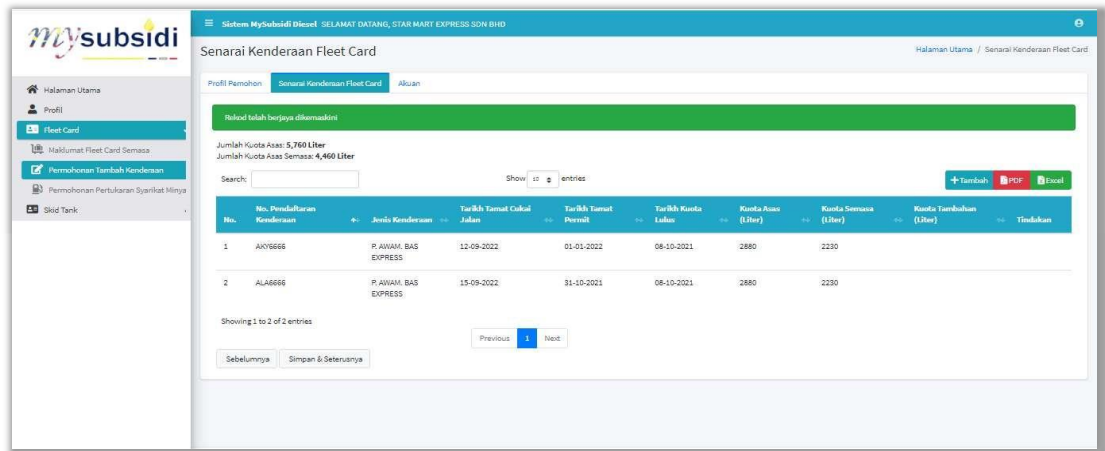 mysubsidi
Sistem MySubsidi Diesel SELAMAT DATANG, STAR MART EXPRESS SDN BHD
Senarai Kenderaan Fleet Card
Halaman Utama / Senarai Kenderaan Fleet Card
Halaman Utama
Profil
Fleet Card
Maklumat Fleet Card Semasa
Permohonan Tambah Kenderaan
Permohonan Pertukaran Syarikat Minya
Skid Tank
Profil Pemohon Senarai Kenderaan Fleet Card Akuan
Rekod telah berjaya dikemaskini
Jumlah Kuota Asas: 5,760 Liter
Jumlah Kuota Asas Semasa: 4,460 Liter
Search: Show 10 entries
Tambah PDF Excel
No. No. Pendaftaran Kenderaan Jenis Kenderaan Tarikh Tamat Cukai Jalan Tarikh Tamat Permit Tarikh Kuota Lulus Kuota Asas (Liter) Kuota Semasa (Liter) Kuota Tambahan (Liter) Tindakan
1 AKY6666 P. AWAM. BAS EXPRESS 12-09-2022 01-01-2022 08-10-2021 2880 2230
2 ALA6666 P. AWAM. BAS EXPRESS 15-09-2022 31-10-2021 08-10-2021 2880 2230
Showing 1 to 2 of 2 entries
Previous 1 Next
Sebelumnya Simpan & Seterusnya